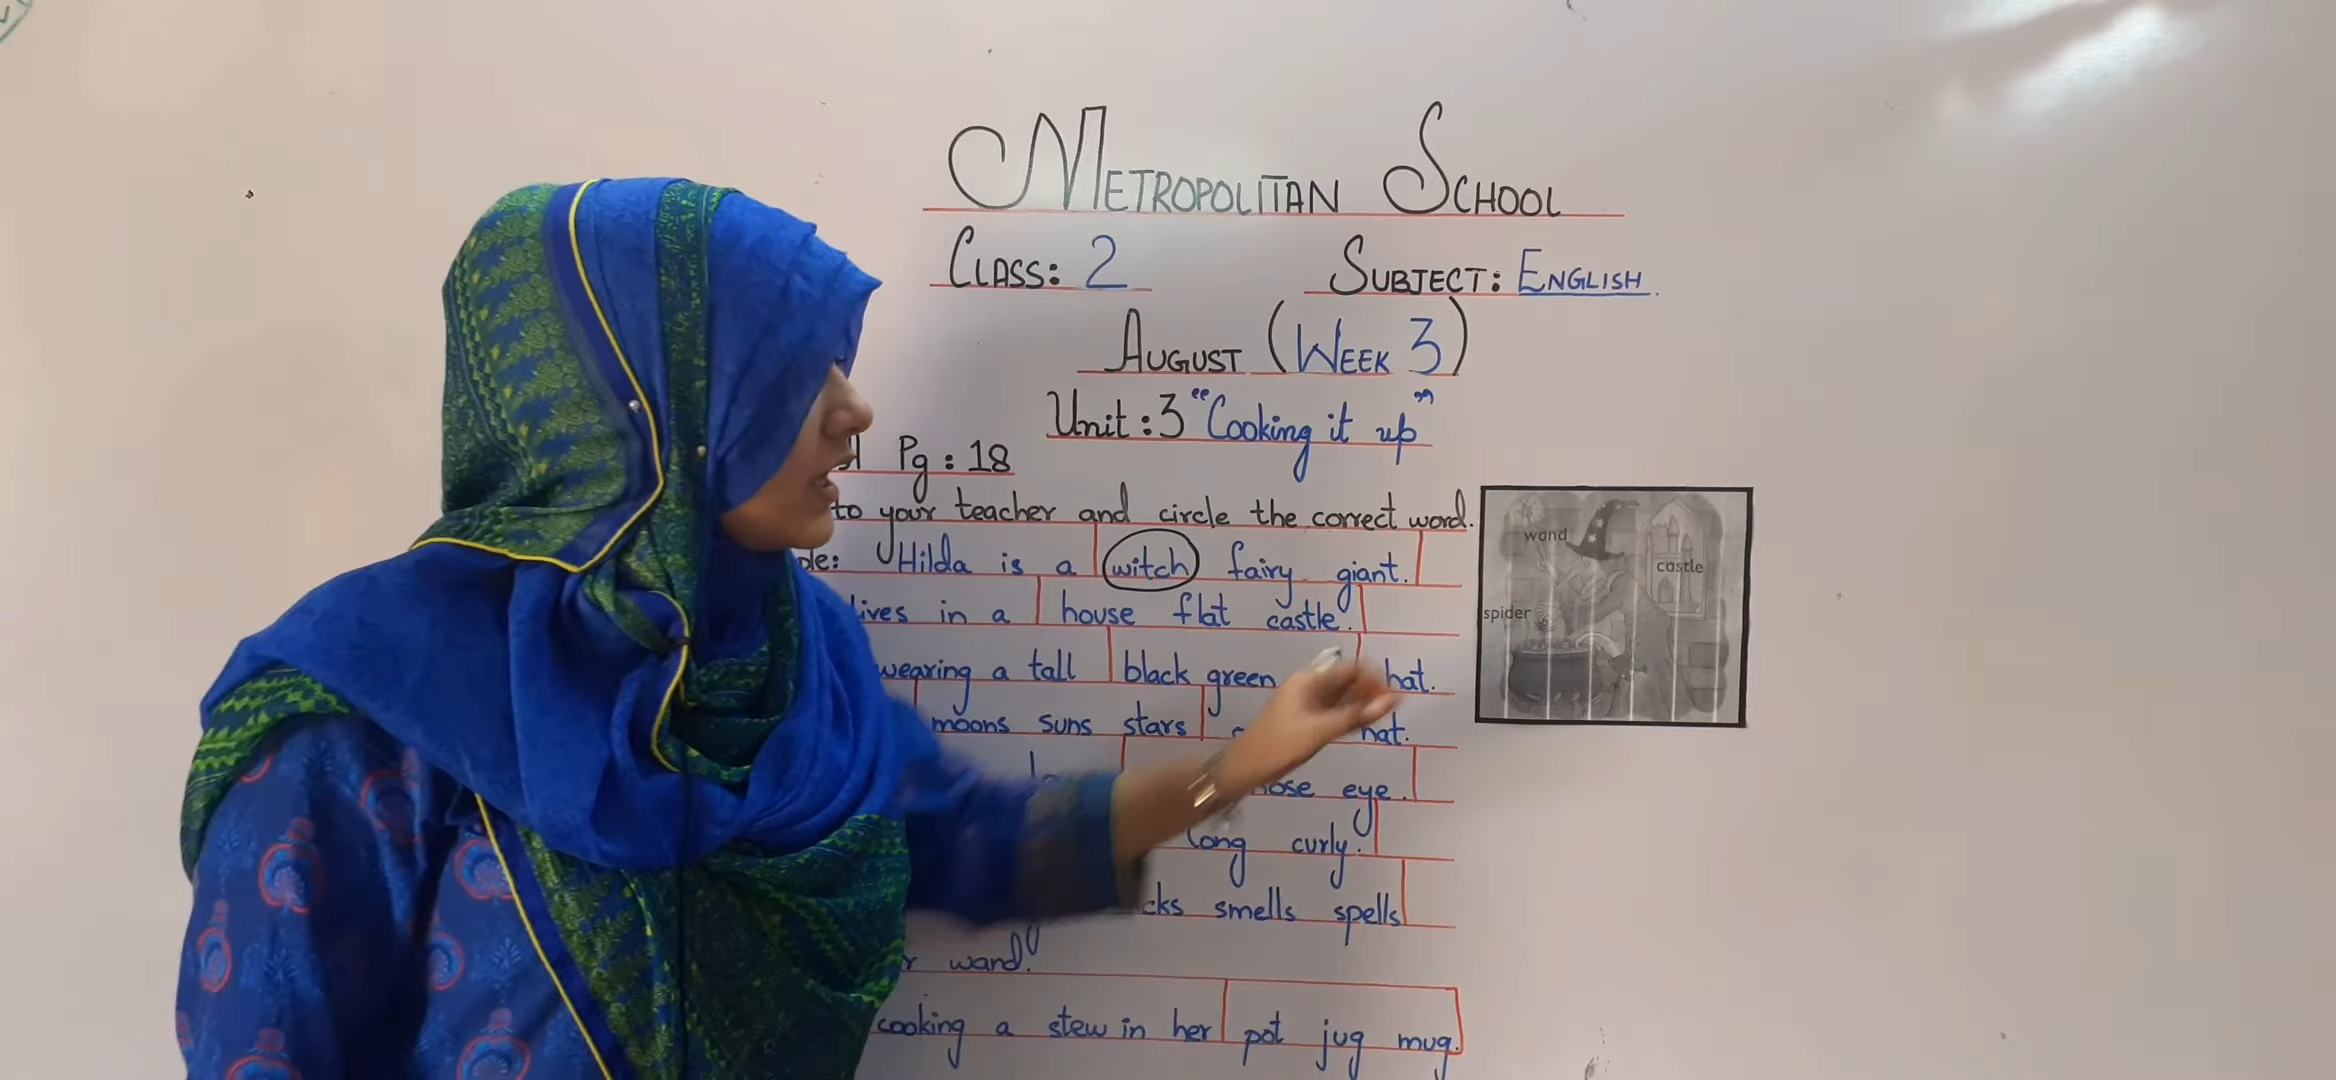 METROPOLITAN SCHOOL
CLASS: 2 SUBJECT: ENGLISH.
AUGUST (WEEK 3)
Unit: 3 "Cooking it up"
Pg: 18
to your teacher and circle the correct word.
Hilda is a witch fairy giant.
lives in a house flat castle.
wearing a tall black green hat.
moons suns stars hat.
eye.
long curly.
smells spells
wand.
cooking a stew in her pot jug mug.
wand
castle
spider